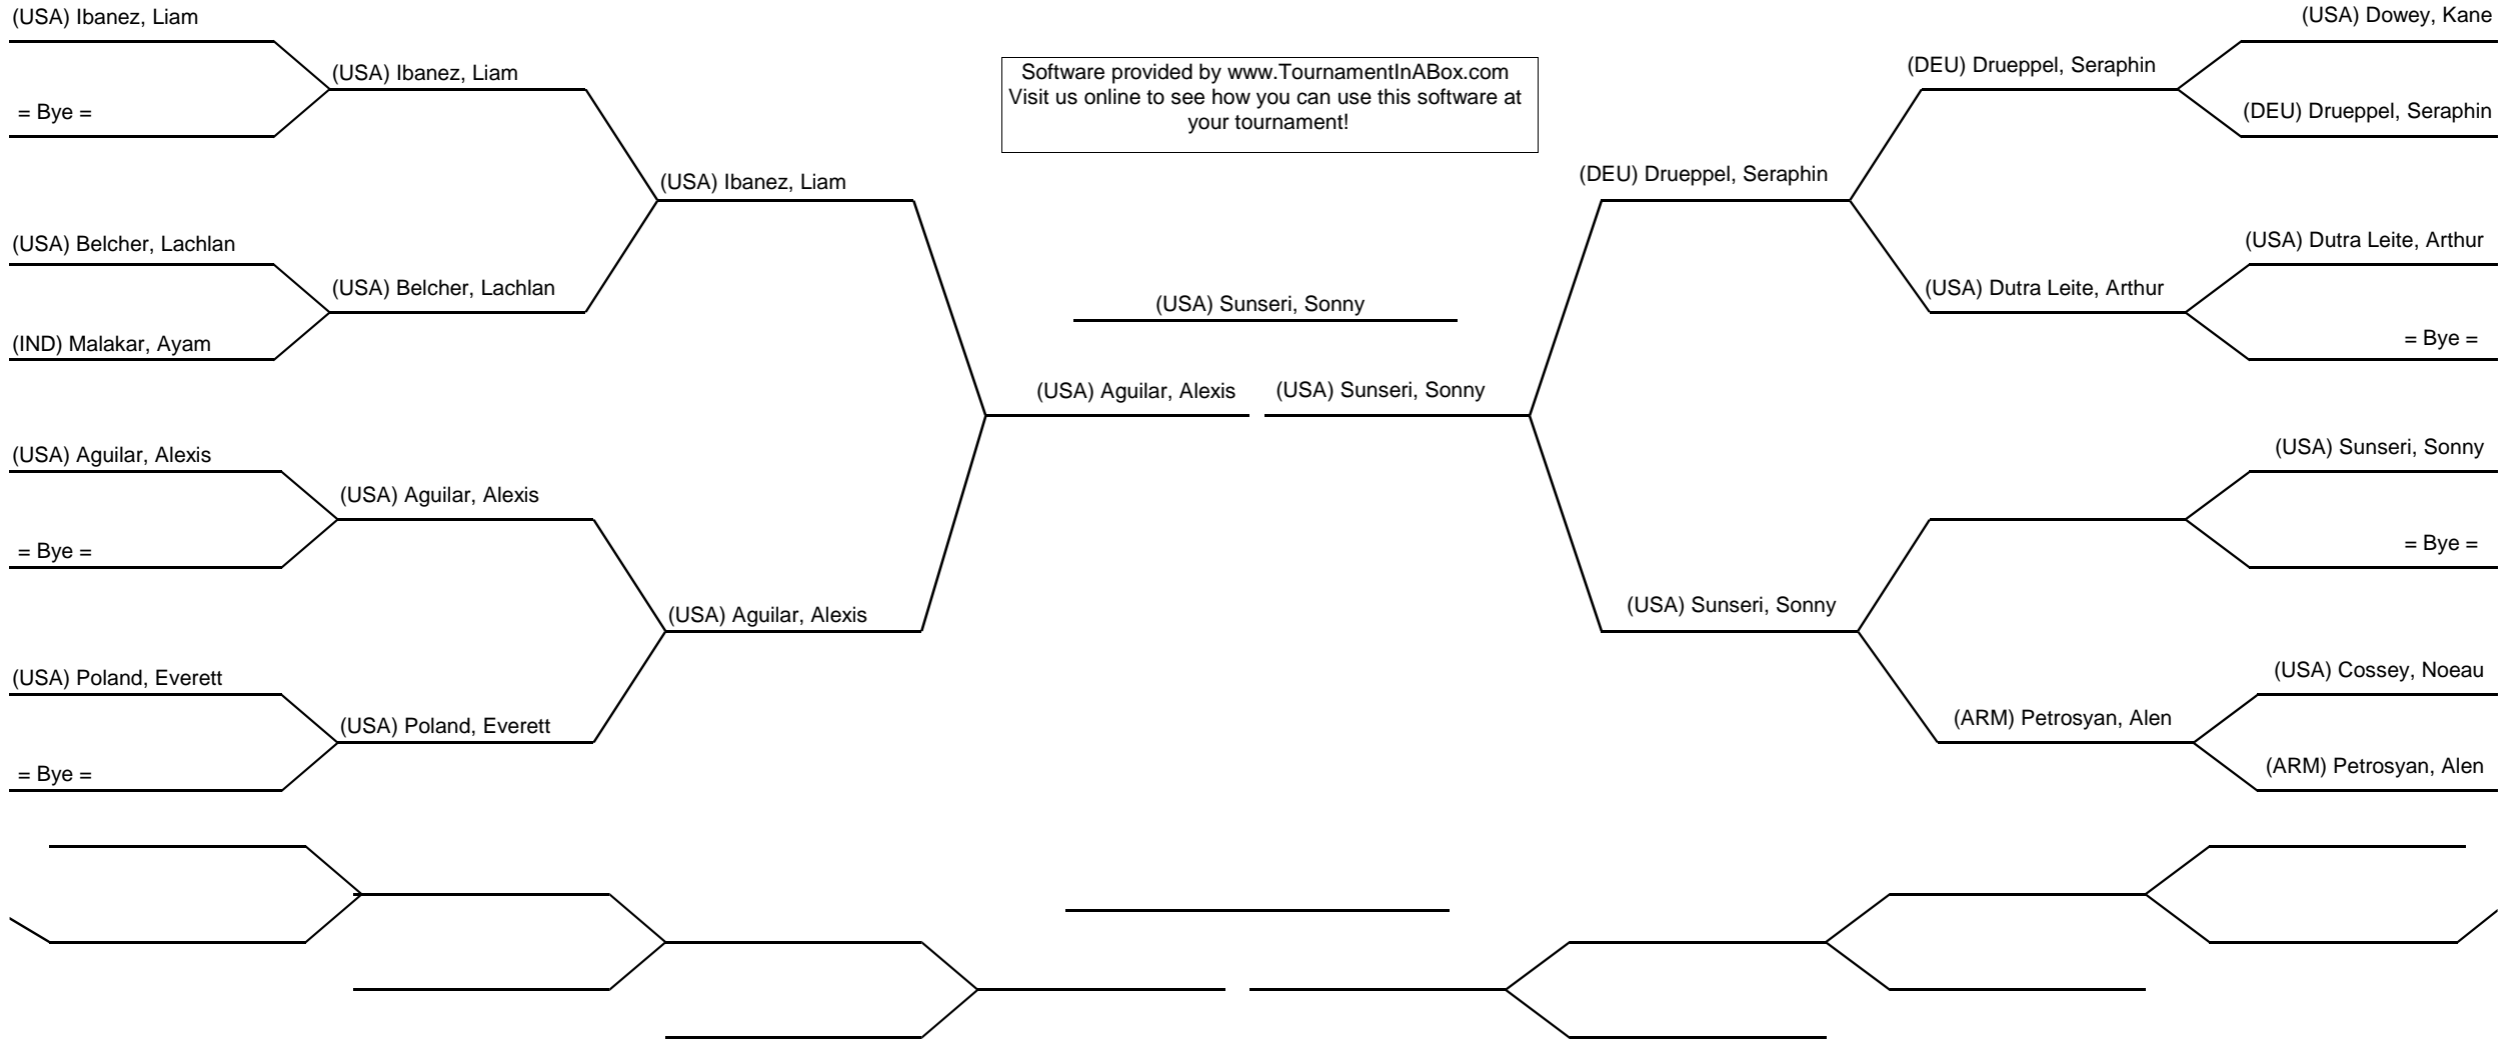 (USA) Ibanez, Liam
= Bye =
(USA) Belcher, Lachlan
(IND) Malakar, Ayam
(USA) Aguilar, Alexis
= Bye =
(USA) Poland, Everett
= Bye =
(USA) Ibanez, Liam
(USA) Belcher, Lachlan
(USA) Aguilar, Alexis
(USA) Poland, Everett
(USA) Ibanez, Liam
(USA) Aguilar, Alexis
Software provided by www.TournamentInABox.com
Visit us online to see how you can use this software at
your tournament!
(USA) Sunseri, Sonny
(USA) Aguilar, Alexis
(USA) Sunseri, Sonny
(DEU) Drueppel, Seraphin
(USA) Sunseri, Sonny
(DEU) Drueppel, Seraphin
(USA) Dutra Leite, Arthur
(ARM) Petrosyan, Alen
(USA) Dowey, Kane
(DEU) Drueppel, Seraphin
(USA) Dutra Leite, Arthur
= Bye =
(USA) Sunseri, Sonny
= Bye =
(USA) Cossey, Noeau
(ARM) Petrosyan, Alen